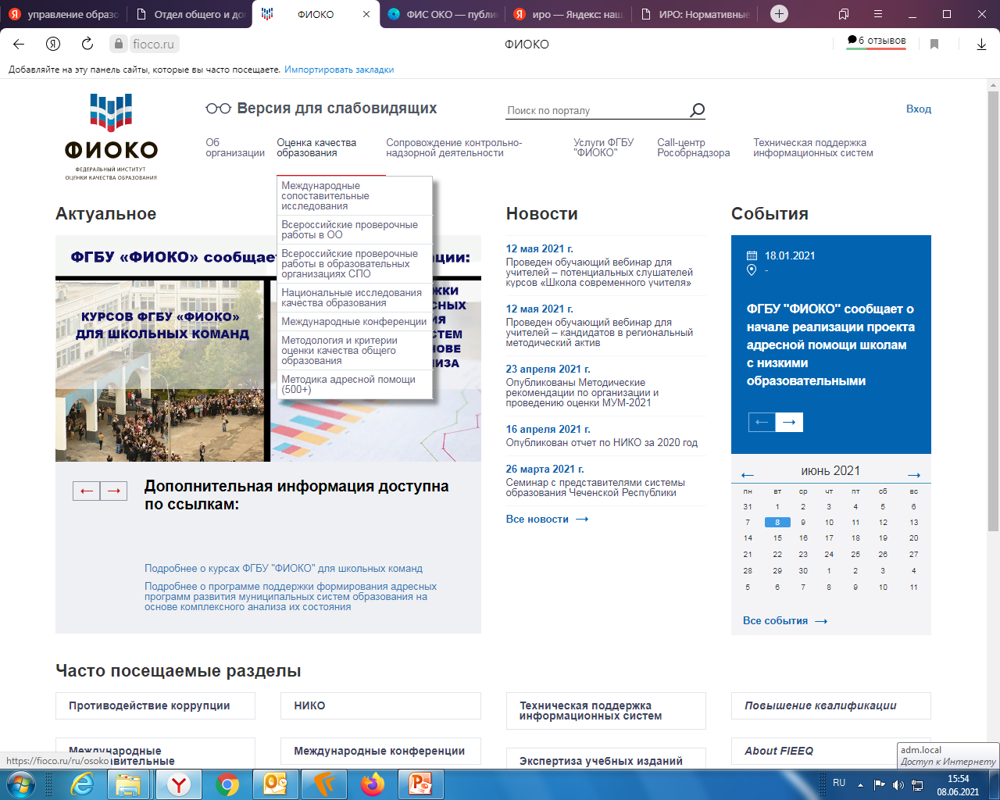 управление образо
Отдел общего и доп
ФИОКО
ФИС ОКО — публи
иро — Яндекс: наш
ИРО: Нормативные
fioco.ru
ФИОКО
6 отзывов
Добавляйте на эту панель сайты, которые вы часто посещаете. Импортировать закладки
ФИОКО
ФЕДЕРАЛЬНЫЙ ИНСТИТУТ
ОЦЕНКИ КАЧЕСТВА ОБРАЗОВАНИЯ
Версия для слабовидящих
Поиск по порталу
Вход
Об
организации
Оценка качества
образования
Сопровождение контрольно-
надзорной деятельности
Услуги ФГБУ
"ФИОКО"
Call-центр
Рособрнадзора
Техническая поддержка
информационных систем
Международные
сопоставительные
исследования
Всероссийские проверочные
работы в ОО
Всероссийские проверочные
работы в образовательных
организациях СПО
Национальные исследования
качества образования
Международные конференции
Методология и критерии
оценки качества общего
образования
Методика адресной помощи
(500+)
Актуальное
ФГБУ «ФИОКО» сообщае
ции:
КУРСОВ ФГБУ «ФИОКО»
ДЛЯ ШКОЛЬНЫХ КОМАНД
ЖКИ
СНЫХ
ИЯ
СТЕМ
НОВЕ
ЛИЗА
Дополнительная информация доступна
по ссылкам:
Подробнее о курсах ФГБУ "ФИОКО" для школьных команд
Подробнее о программе поддержки формирования адресных
программ развития муниципальных систем образования на
основе комплексного анализа их состояния
Новости
12 мая 2021 г.
Проведен обучающий вебинар для
учителей – потенциальных слушателей
курсов «Школа современного учителя»
12 мая 2021 г.
Проведен обучающий вебинар для
учителей – кандидатов в региональный
методический актив
23 апреля 2021 г.
Опубликованы Методические
рекомендации по организации и
проведению оценки МУМ-2021
16 апреля 2021 г.
Опубликован отчет по НИКО за 2020 год
26 марта 2021 г.
Семинар с представителями системы
образования Чеченской Республики
Все новости
События
18.01.2021
-
ФГБУ "ФИОКО" сообщает о
начале реализации проекта
адресной помощи школам
с низкими
образовательными
июнь 2021
пн вт ср чт пт сб вс
31 1 2 3 4 5 6
7 8 9 10 11 12 13
14 15 16 17 18 19 20
21 22 23 24 25 26 27
28 29 30 1 2 3 4
5 6 7 8 9 10 11
Все события
Часто посещаемые разделы
Противодействие коррупции
НИКО
Техническая поддержка
информационных систем
Повышение квалификации
Международные
авительные
Международные конференции
Экспертиза учебных изданий
About FIEEQ
https://fioco.ru/ru/osoko
adm.local
Доступ к Интернету
RU
15:54
08.06.2021